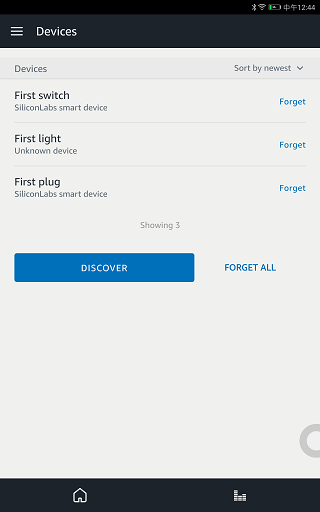 中午12:44
Devices
Devices
Sort by newest
First switch
SiliconLabs smart device
Forget
First light
Unknown device
Forget
First plug
SiliconLabs smart device
Forget
Showing 3
DISCOVER
FORGET ALL